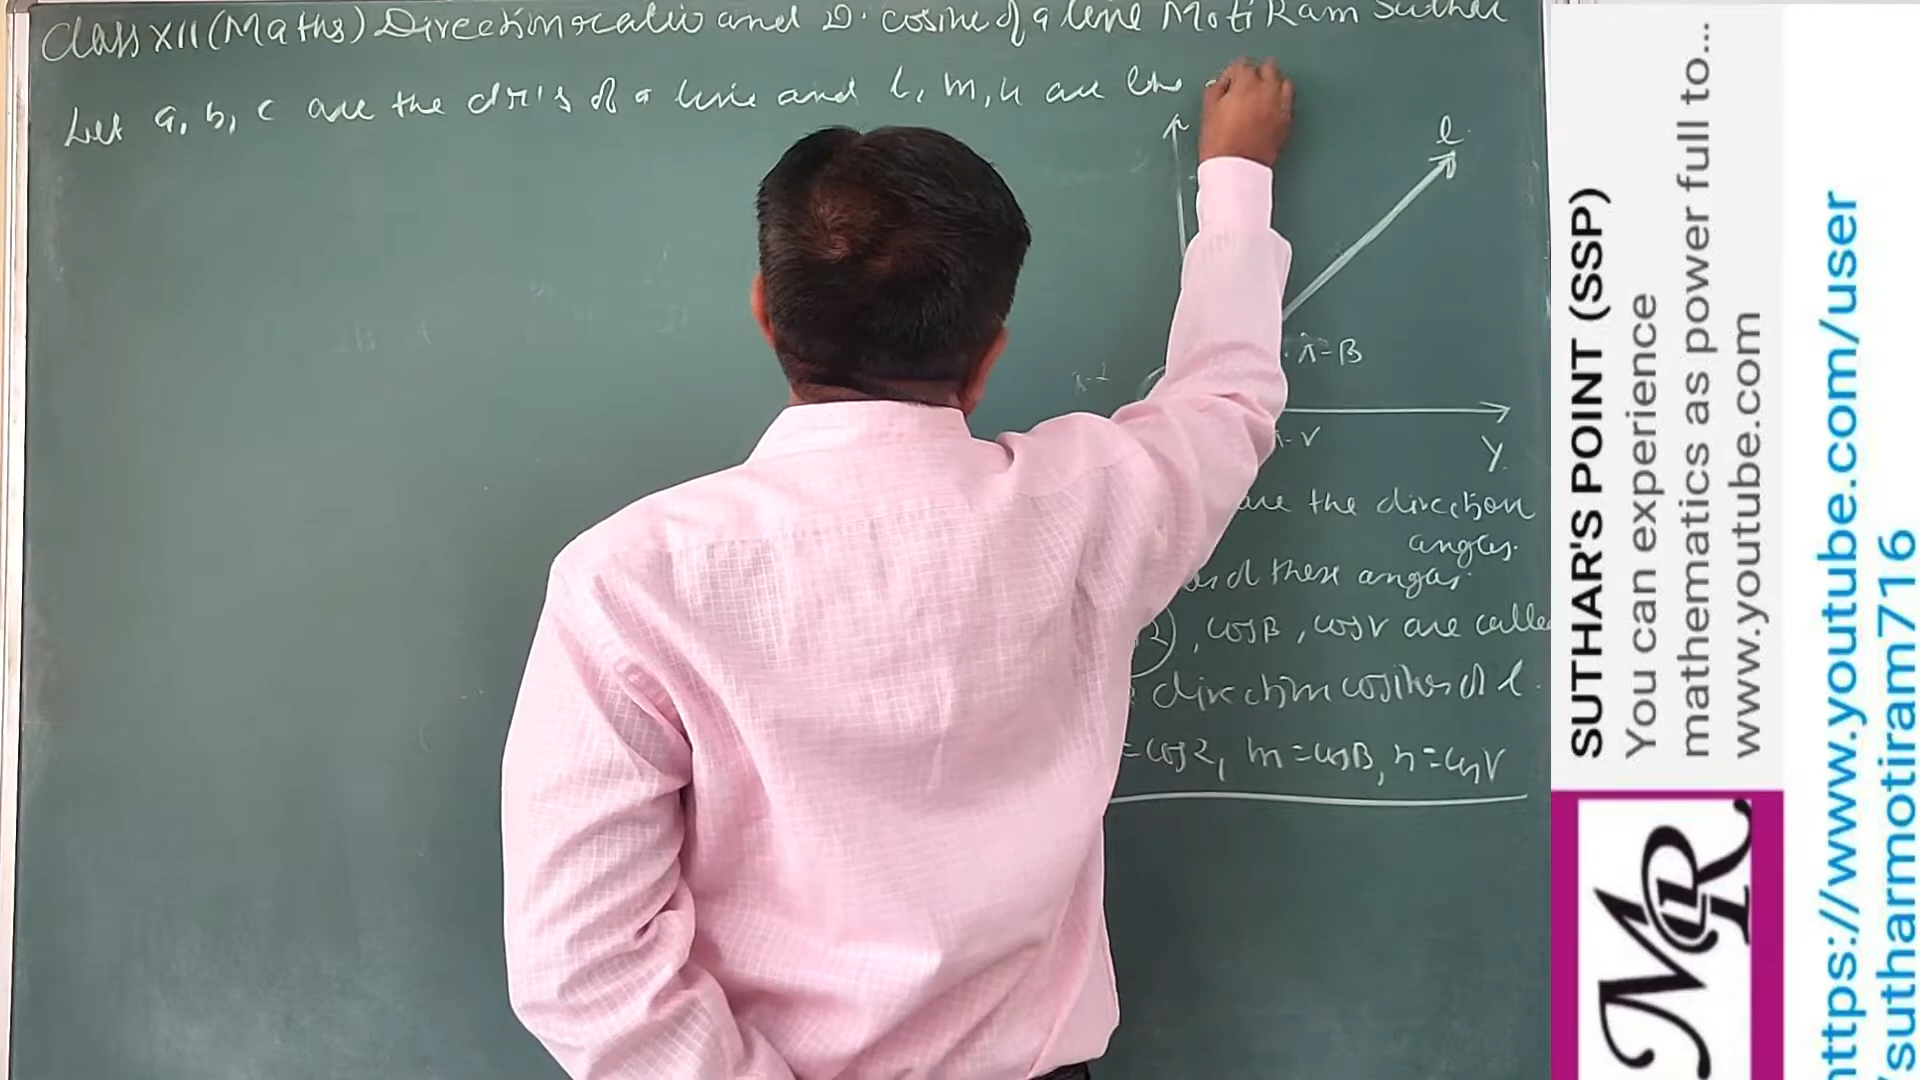 Class XII (Maths) Direction ratio and D. cosine of a line Moti Ram Suthar
Let a, b, c are the dr's of a line and l, m, n are the
l
π-β
π-α
π-γ
Y
are the direction
angles.
and these angles.
, cosβ, cosγ are called
direction cosines of l.
=cosα, m=cosβ, n=cosγ
SUTHAR'S POINT (SSP)
You can experience
mathematics as power full to...
www.youtube.com
MR
https://www.youtube.com/user
/sutharmotiram716